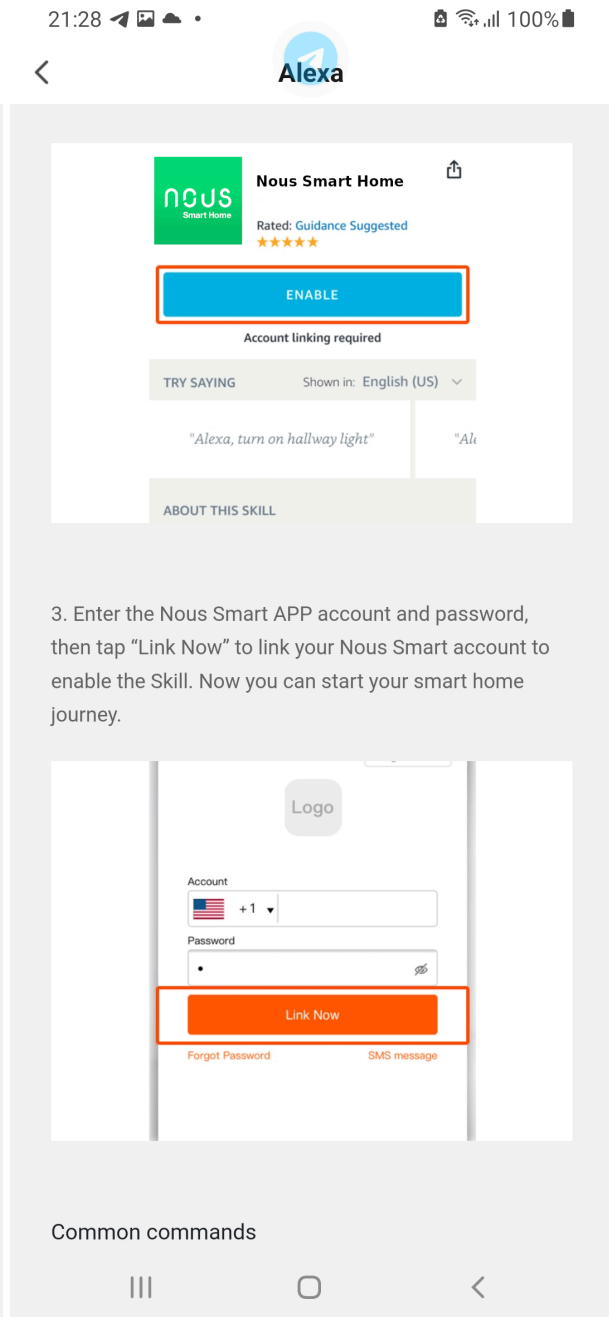 21:28
100%
Alexa
nous
Smart Home
Nous Smart Home
Rated: Guidance Suggested
ENABLE
Account linking required
TRY SAYING
Shown in: English (US)
"Alexa, turn on hallway light"
"Al
ABOUT THIS SKILL
3. Enter the Nous Smart APP account and password,
then tap “Link Now” to link your Nous Smart account to
enable the Skill. Now you can start your smart home
journey.
Logo
Account
+1
Password
Link Now
Forgot Password
SMS message
Common commands